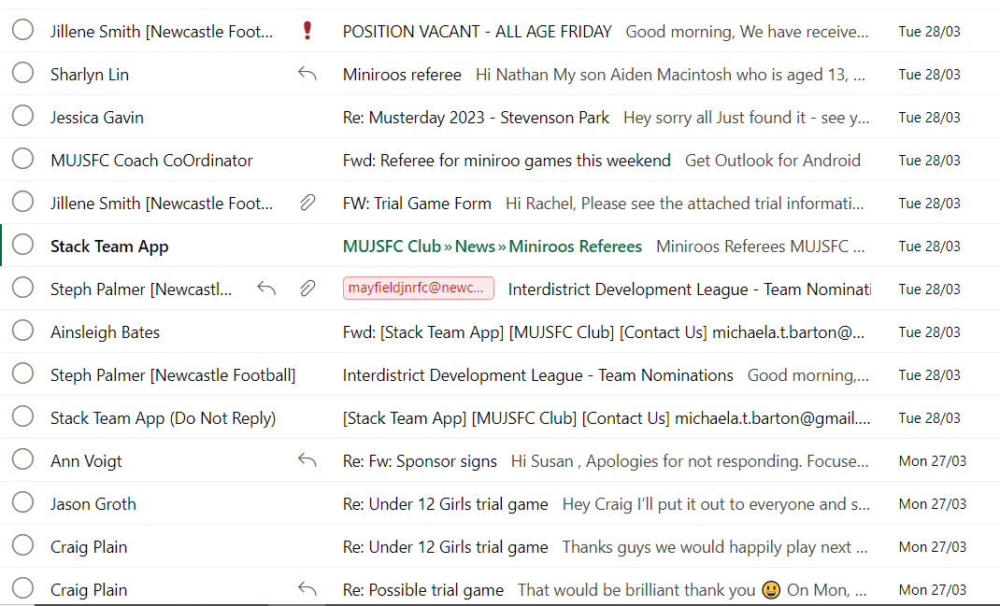 Jillene Smith [Newcastle Foot... POSITION VACANT - ALL AGE FRIDAY Good morning, We have receive... Tue 28/03
Sharlyn Lin Miniroos referee Hi Nathan My son Aiden Macintosh who is aged 13, ... Tue 28/03
Jessica Gavin Re: Musterday 2023 - Stevenson Park Hey sorry all Just found it - see y... Tue 28/03
MUJSFC Coach CoOrdinator Fwd: Referee for miniroo games this weekend Get Outlook for Android Tue 28/03
Jillene Smith [Newcastle Foot... FW: Trial Game Form Hi Rachel, Please see the attached trial informati... Tue 28/03
Stack Team App MUJSFC Club » News » Miniroos Referees Miniroos Referees MUJSFC ... Tue 28/03
Steph Palmer [Newcastl... mayfieldjnrfc@newc... Interdistrict Development League - Team Nominati Tue 28/03
Ainsleigh Bates Fwd: [Stack Team App] [MUJSFC Club] [Contact Us] michaela.t.barton@... Tue 28/03
Steph Palmer [Newcastle Football] Interdistrict Development League - Team Nominations Good morning,... Tue 28/03
Stack Team App (Do Not Reply) [Stack Team App] [MUJSFC Club] [Contact Us] michaela.t.barton@gmail.... Tue 28/03
Ann Voigt Re: Fw: Sponsor signs Hi Susan , Apologies for not responding. Focuse... Mon 27/03
Jason Groth Re: Under 12 Girls trial game Hey Craig I'll put it out to everyone and s... Mon 27/03
Craig Plain Re: Under 12 Girls trial game Thanks guys we would happily play next ... Mon 27/03
Craig Plain Re: Possible trial game That would be brilliant thank you 😃 On Mon, ... Mon 27/03